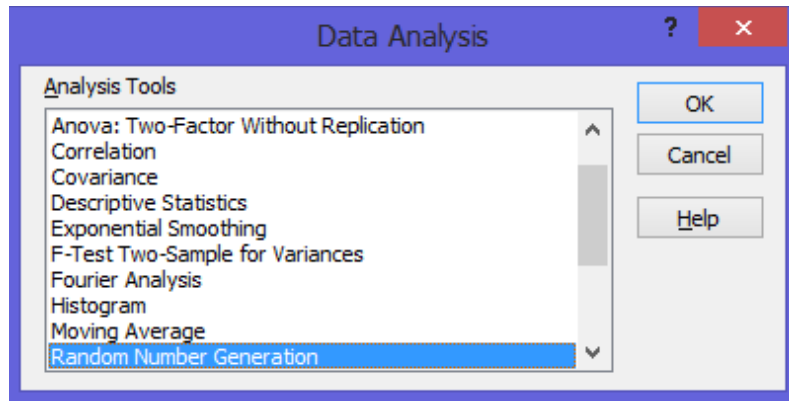 Data Analysis
?
×
Analysis Tools
Anova: Two-Factor Without Replication
Correlation
Covariance
Descriptive Statistics
Exponential Smoothing
F-Test Two-Sample for Variances
Fourier Analysis
Histogram
Moving Average
Random Number Generation
OK
Cancel
Help